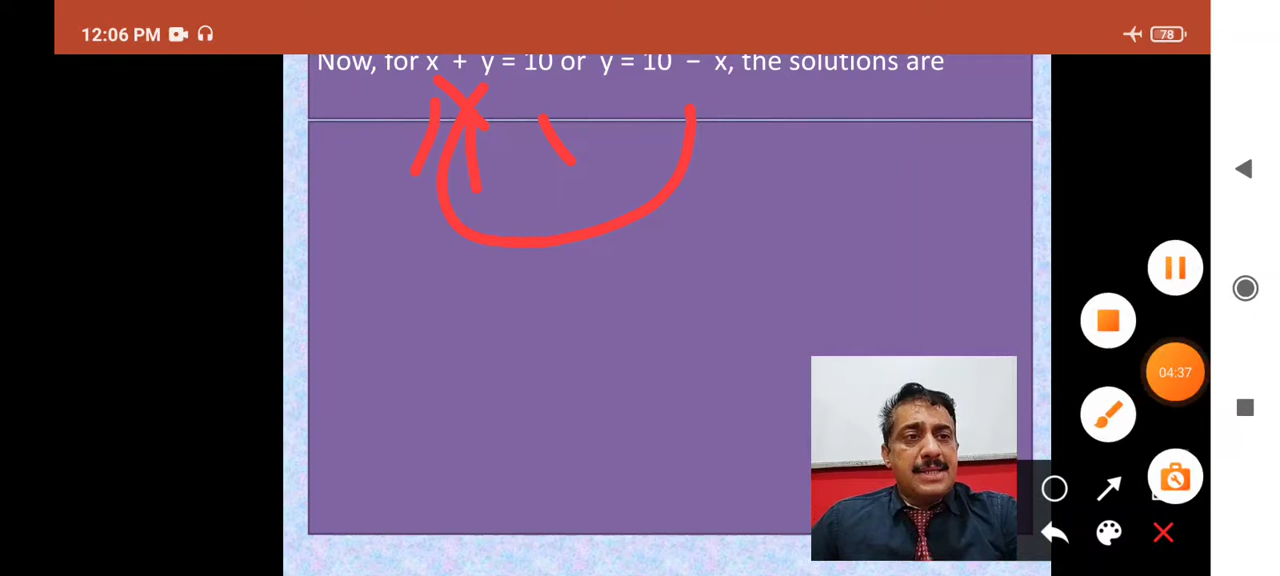 12:06 PM 78
Now, for x + y = 10 or y = 10 − x, the solutions are
04:37